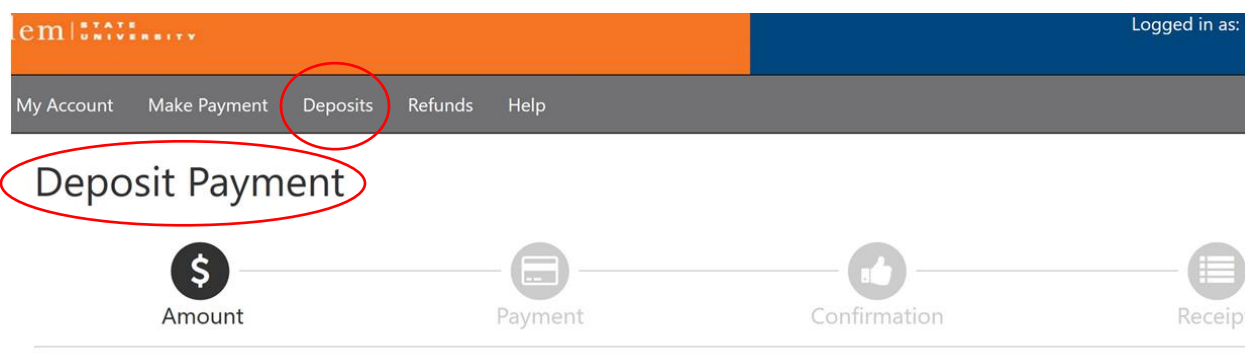 lem STATE
UNIVERSITY
Logged in as:
My Account Make Payment Deposits Refunds Help
Deposit Payment
$
Amount Payment Confirmation Receip